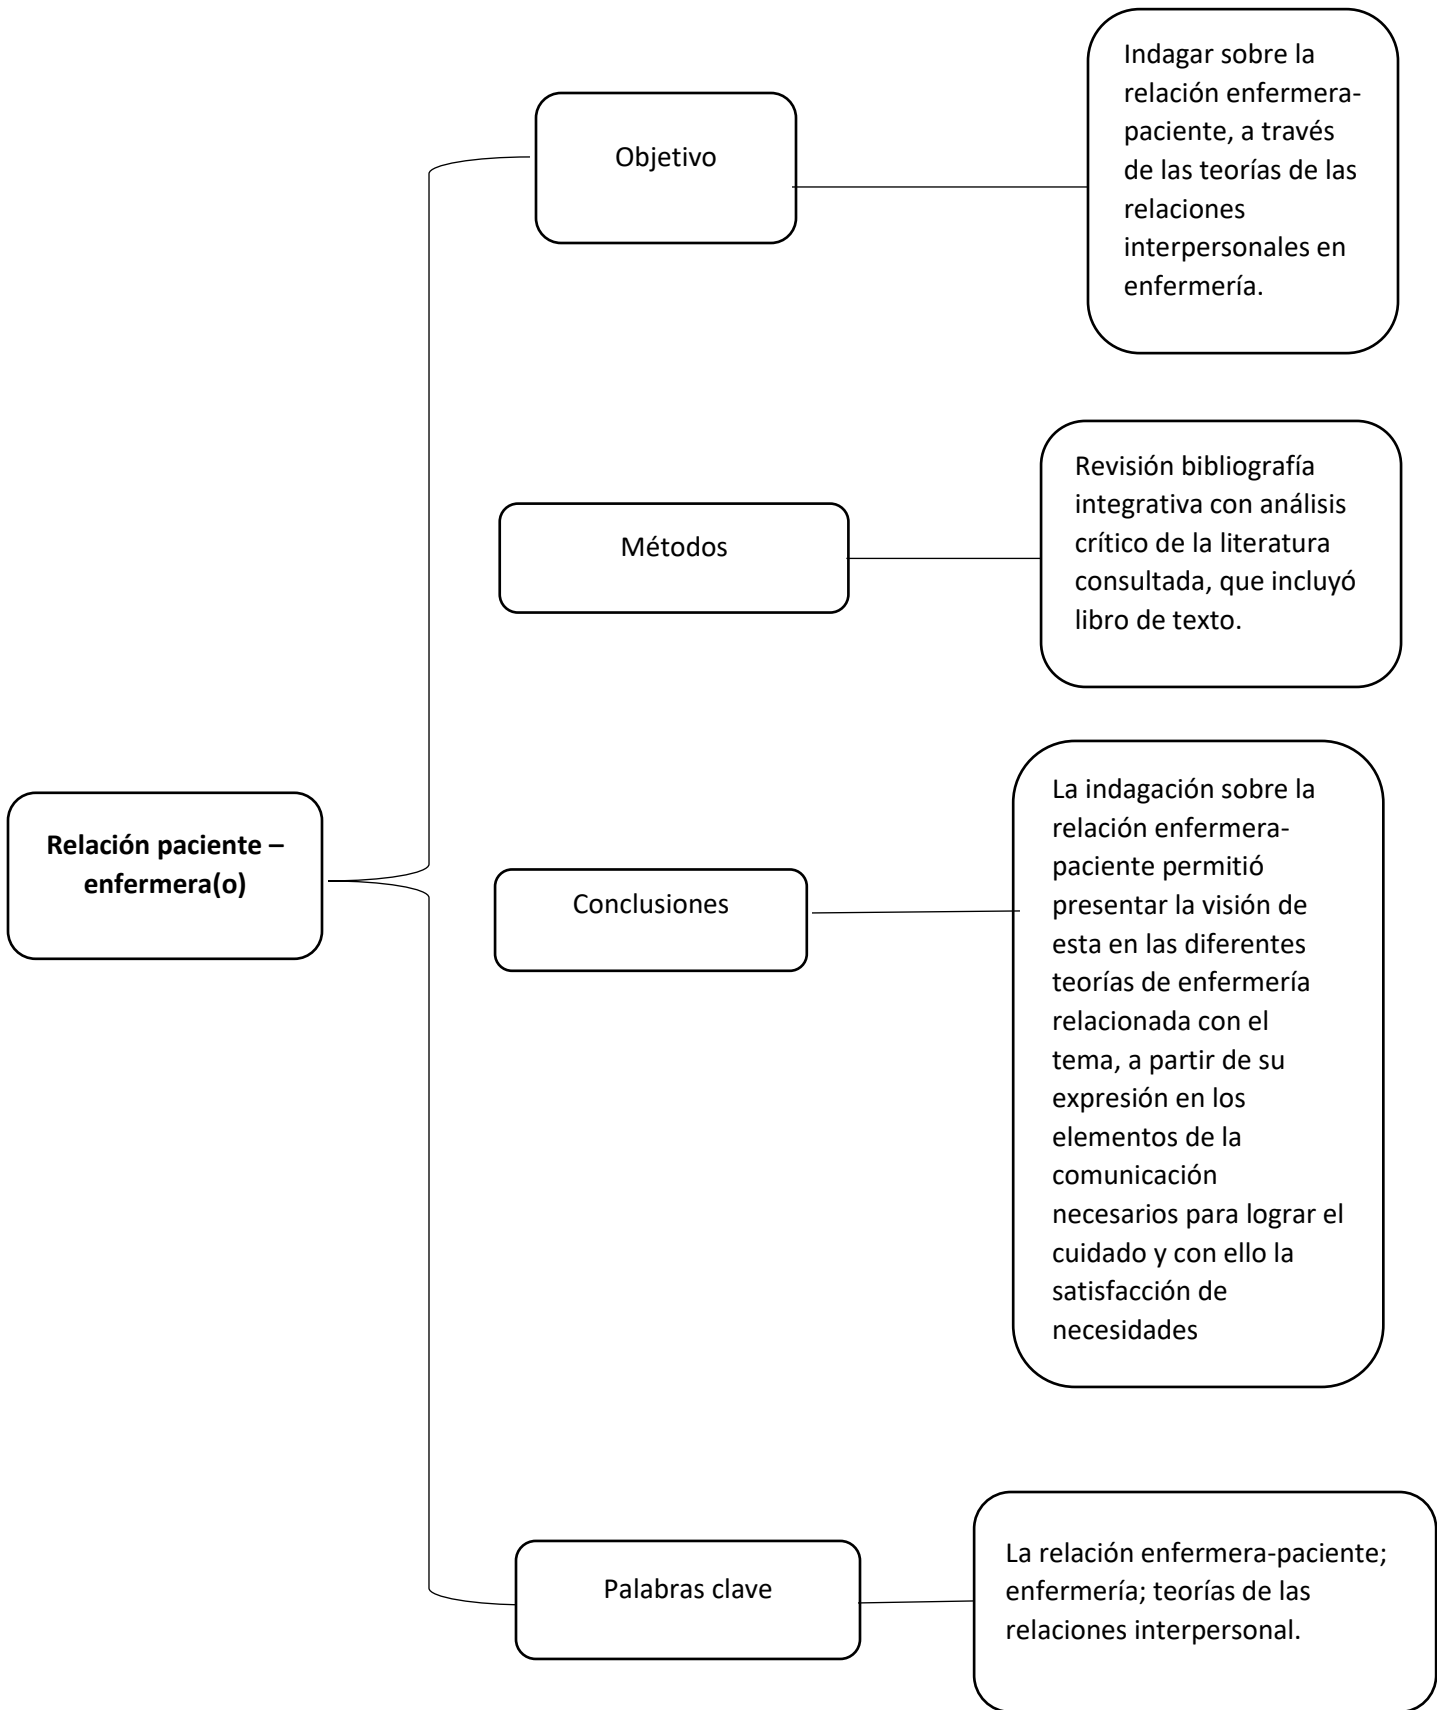 Objetivo
Indagar sobre la
relación enfermera-
paciente, a través
de las teorías de las
relaciones
interpersonales en
enfermería.
Métodos
Revisión bibliografía
integrativa con análisis
crítico de la literatura
consultada, que incluyó
libro de texto.
Relación paciente –
enfermera(o)
Conclusiones
La indagación sobre la
relación enfermera-
paciente permitió
presentar la visión de
esta en las diferentes
teorías de enfermería
relacionada con el
tema, a partir de su
expresión en los
elementos de la
comunicación
necesarios para lograr el
cuidado y con ello la
satisfacción de
necesidades
Palabras clave
La relación enfermera-paciente;
enfermería; teorías de las
relaciones interpersonal.